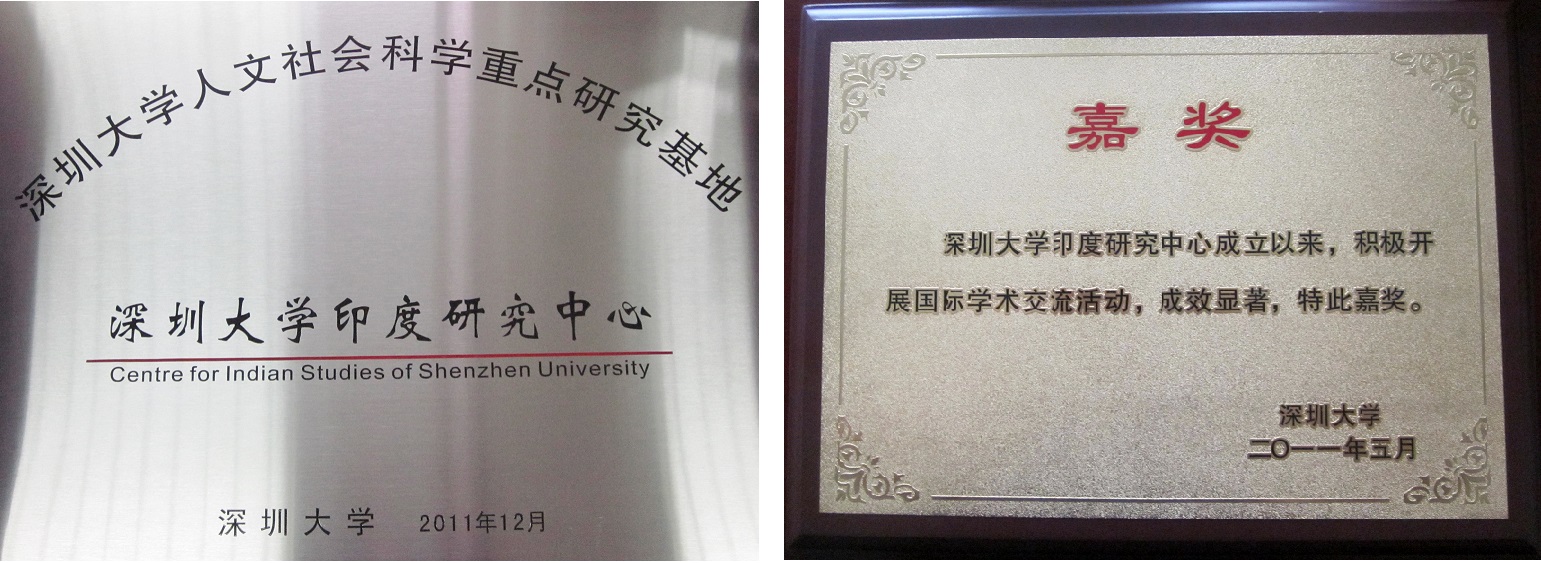 深圳大学人文社会科学重点研究基地
深圳大学印度研究中心
Centre for Indian Studies of Shenzhen University
深圳大学 2011年12月
嘉奖
深圳大学印度研究中心成立以来，积极开
展国际学术交流活动，成效显著，特此嘉奖。
深圳大学
二〇一一年五月